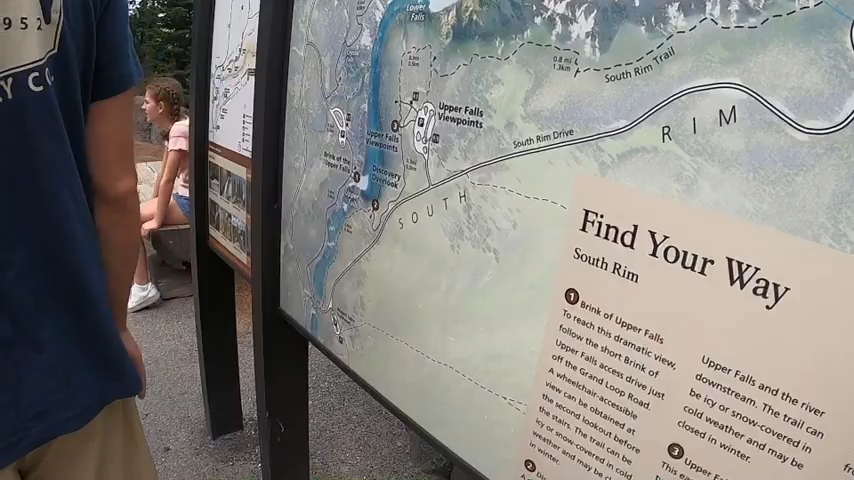 1952
Y CO.
Lower
Falls
0.8 mi
1.3km
South Rim Trail
Upper Falls
Viewpoints
P
South Rim Drive
RIM
Upper Falls
Viewpoints
Brink of the
Upper Falls
Discovery
Overlook
SOUTH
Find Your Way
South Rim
1 Brink of Upper Falls
To reach this dramatic view,
follow the short Brink of
Upper Falls access drive just
off the Grand Loop Road.
A wheelchair-accessible
view can be obtained at
the second lookout before
the stairs. The trail can be
icy or snow-covered in cold
weather and may be
in winter.
2
Upper Falls and the river
downstream. The trail can
be icy or snow-covered in
cold weather and may be
closed in winter.
3 Upper
This